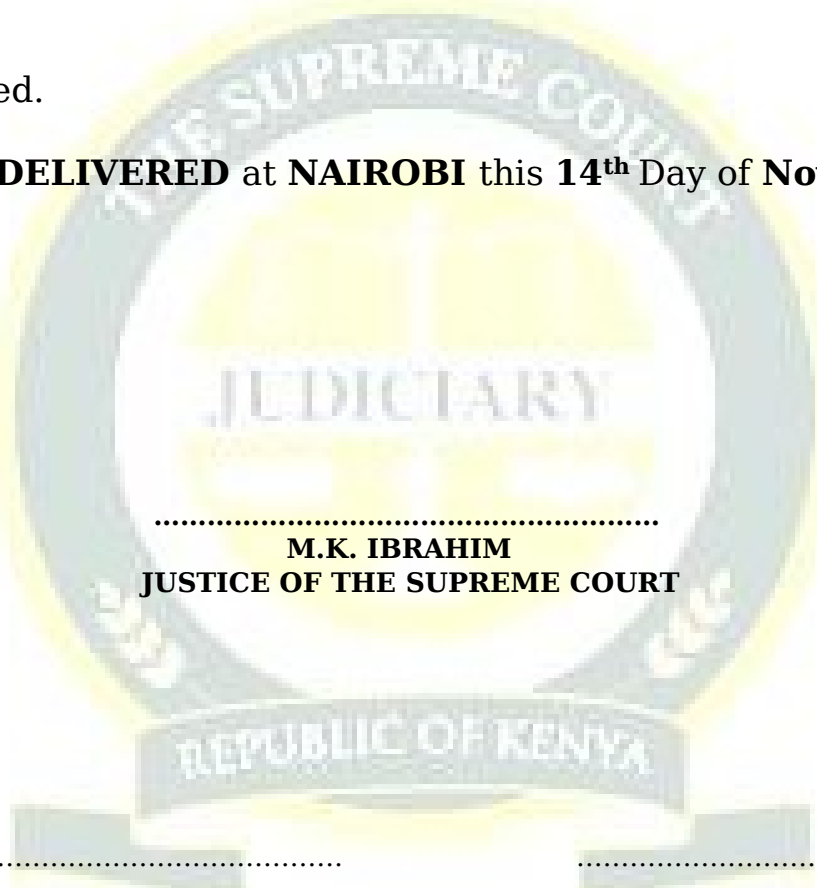 ed.
DELIVERED at NAIROBI this 14th Day of No
THE SUPREME COURT
JUDICIARY
........................................................
M.K. IBRAHIM
JUSTICE OF THE SUPREME COURT
REPUBLIC OF KENYA